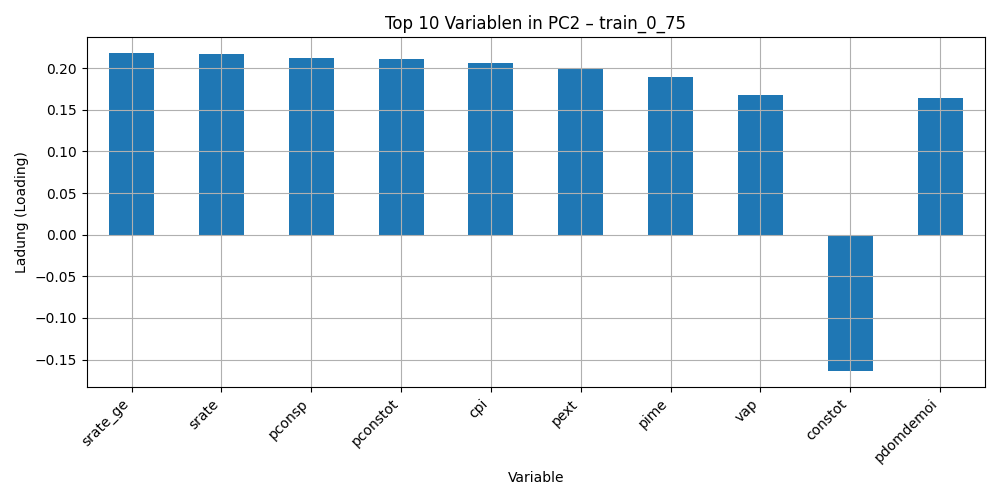 Top 10 Variablen in PC2 – train_0_75
Ladung (Loading)
0.20
0.15
0.10
0.05
0.00
−0.05
−0.10
−0.15
srate_ge
srate
pconsp
pconstot
cpi
pext
pime
vap
constot
pdomdemoi
Variable